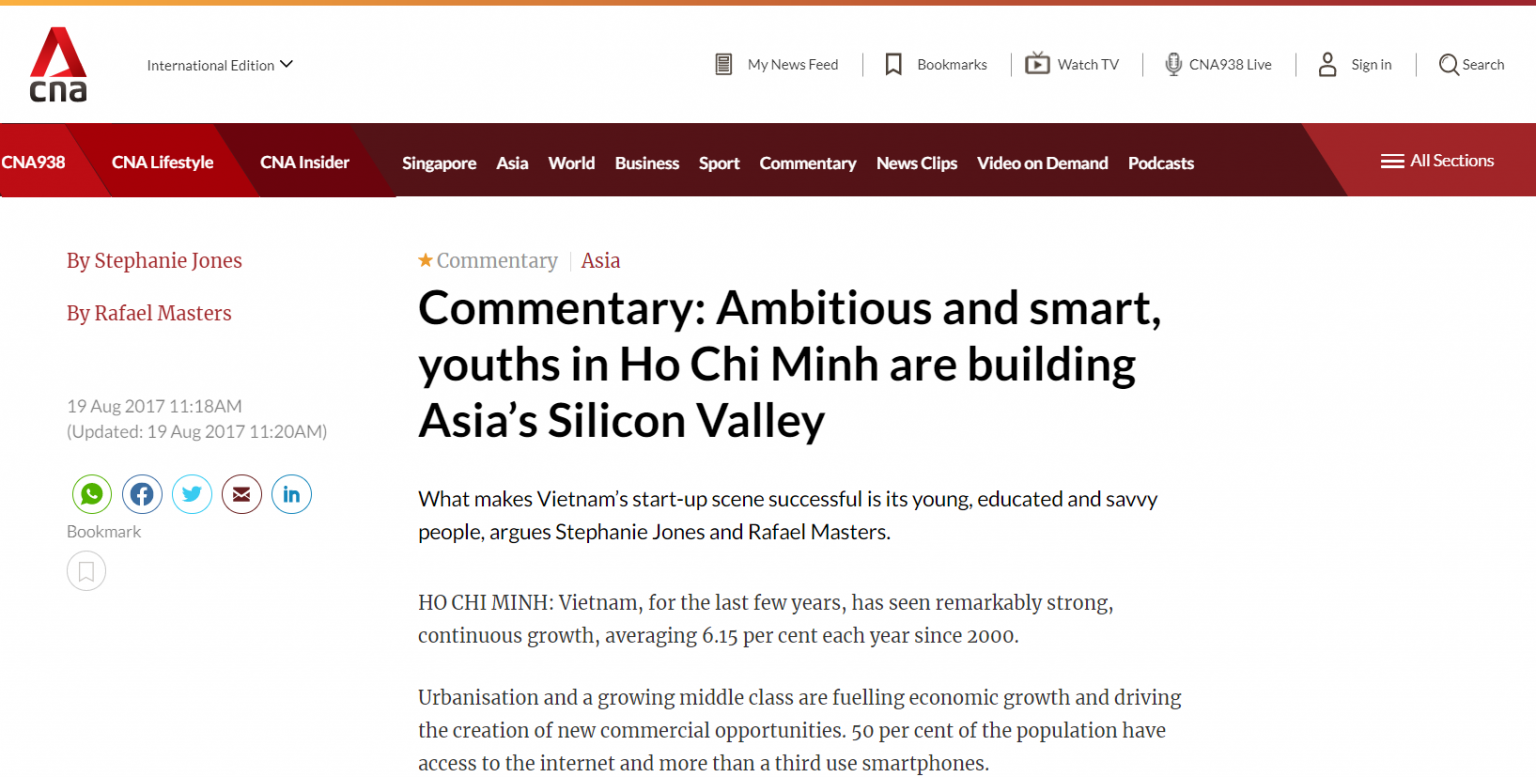 cna
International Edition
My News Feed
Bookmarks
Watch TV
CNA938 Live
Sign in
Search
CNA938
CNA Lifestyle
CNA Insider
Singapore
Asia
World
Business
Sport
Commentary
News Clips
Video on Demand
Podcasts
All Sections
By Stephanie Jones
By Rafael Masters
19 Aug 2017 11:18AM
(Updated: 19 Aug 2017 11:20AM)
in
Bookmark
Commentary
Asia
Commentary: Ambitious and smart,
youths in Ho Chi Minh are building
Asia’s Silicon Valley
What makes Vietnam’s start-up scene successful is its young, educated and savvy
people, argues Stephanie Jones and Rafael Masters.
HO CHI MINH: Vietnam, for the last few years, has seen remarkably strong,
continuous growth, averaging 6.15 per cent each year since 2000.
Urbanisation and a growing middle class are fuelling economic growth and driving
the creation of new commercial opportunities. 50 per cent of the population have
access to the internet and more than a third use smartphones.